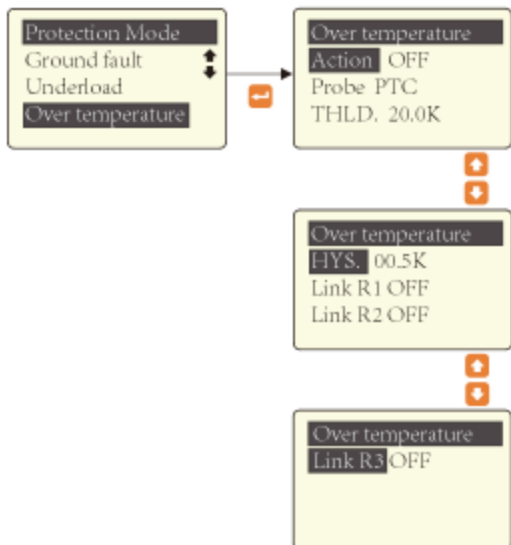 Protection Mode
Ground fault
Underload
Over temperature
Over temperature
Action OFF
Probe PTC
THLD. 20.0K
Over temperature
HYS. 00.5K
Link R1 OFF
Link R2 OFF
Over temperature
Link R3 OFF